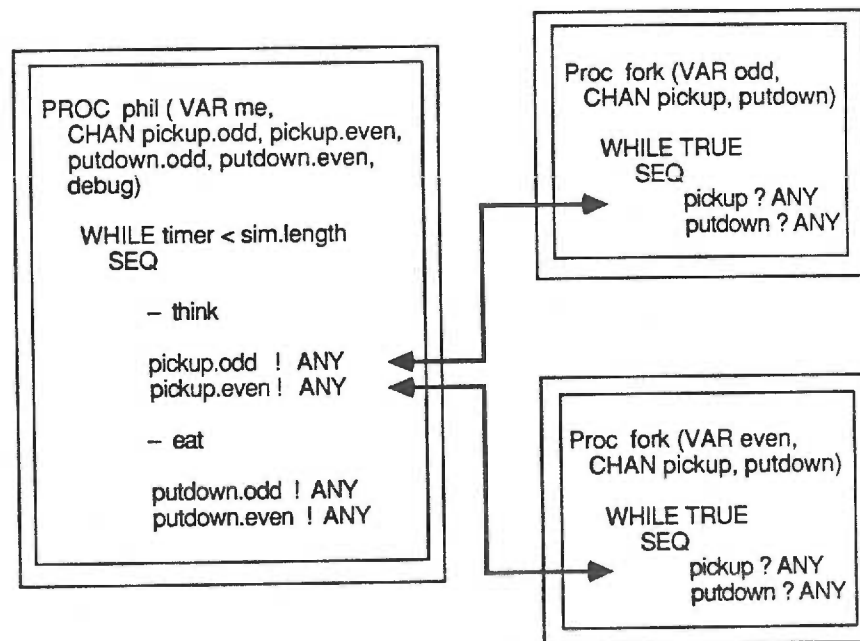 PROC phil ( VAR me,
CHAN pickup.odd, pickup.even,
putdown.odd, putdown.even,
debug)
WHILE timer < sim.length
SEQ
– think
pickup.odd ! ANY
pickup.even ! ANY
– eat
putdown.odd ! ANY
putdown.even ! ANY
Proc fork (VAR odd,
CHAN pickup, putdown)
WHILE TRUE
SEQ
pickup ? ANY
putdown ? ANY
Proc fork (VAR even,
CHAN pickup, putdown)
WHILE TRUE
SEQ
pickup ? ANY
putdown ? ANY